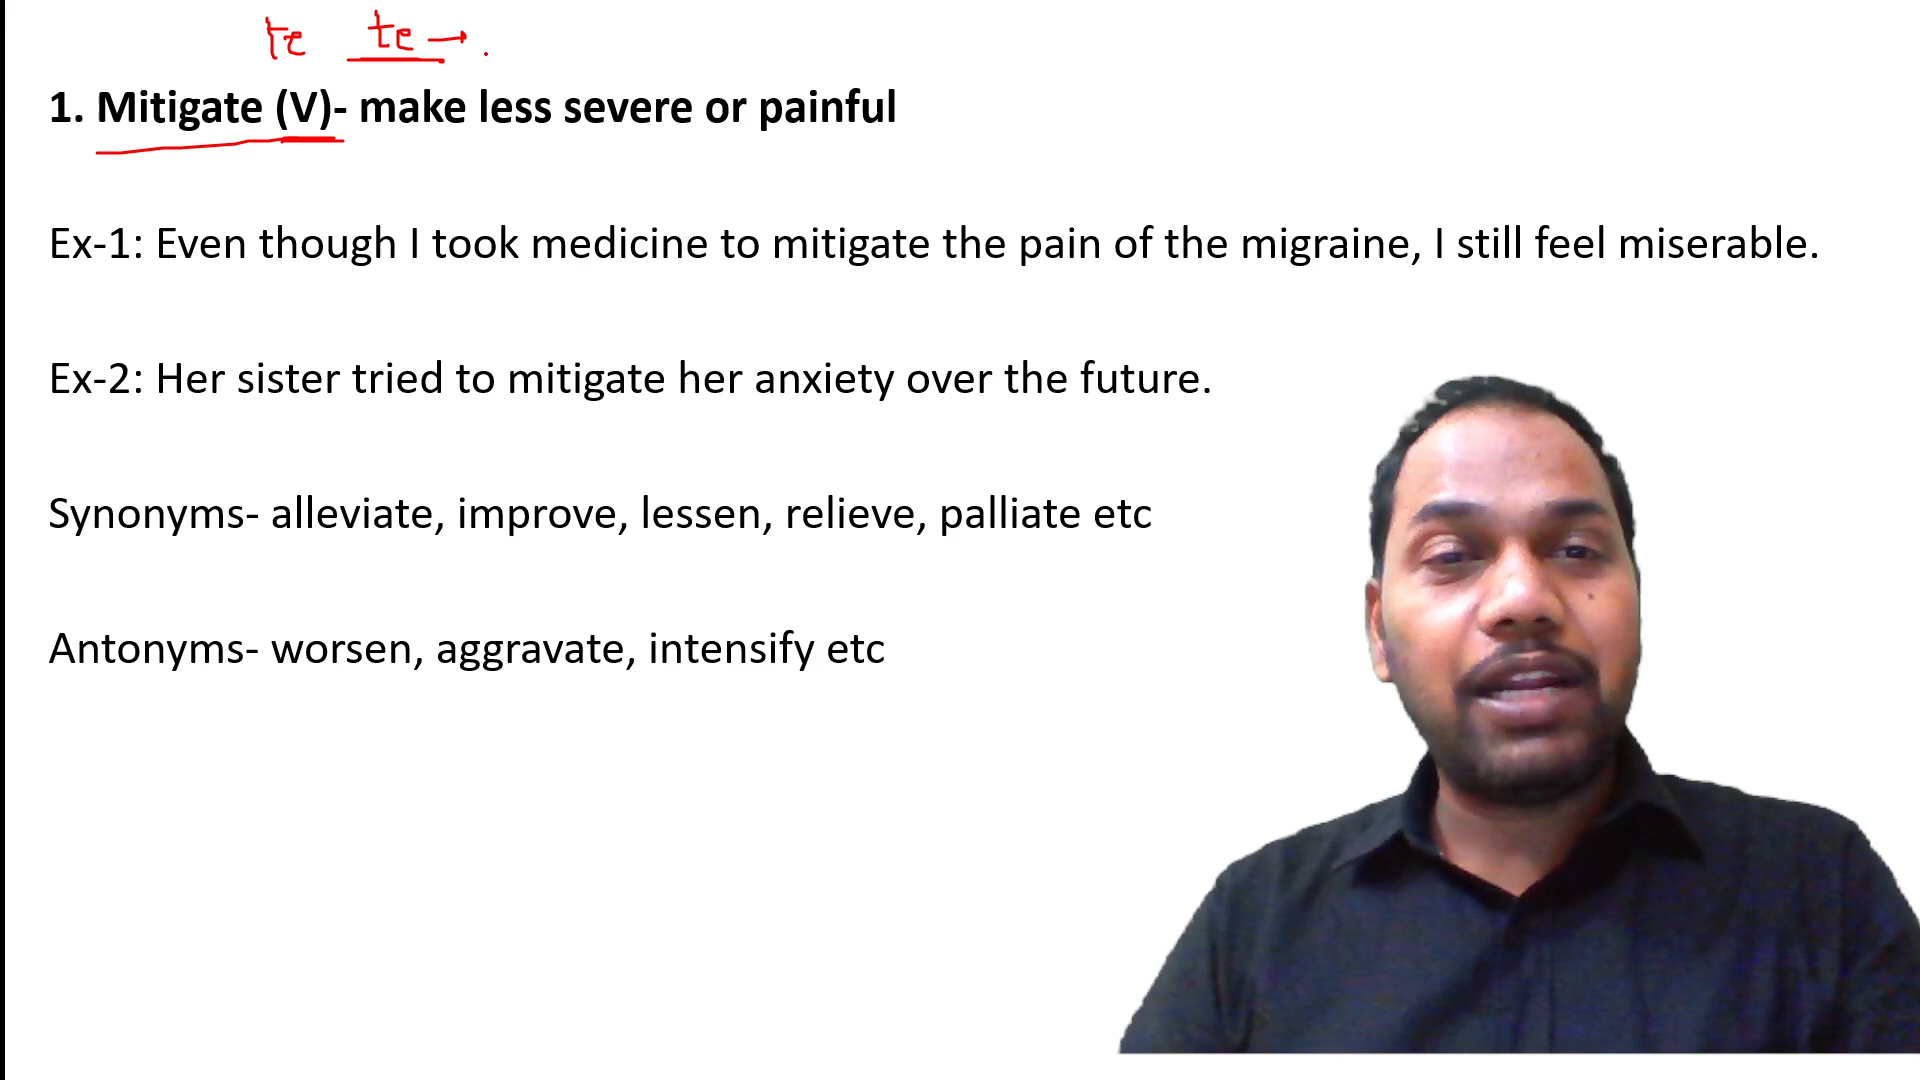 te te →.
1. Mitigate (V)- make less severe or painful
Ex-1: Even though I took medicine to mitigate the pain of the migraine, I still feel miserable.
Ex-2: Her sister tried to mitigate her anxiety over the future.
Synonyms- alleviate, improve, lessen, relieve, palliate etc
Antonyms- worsen, aggravate, intensify etc